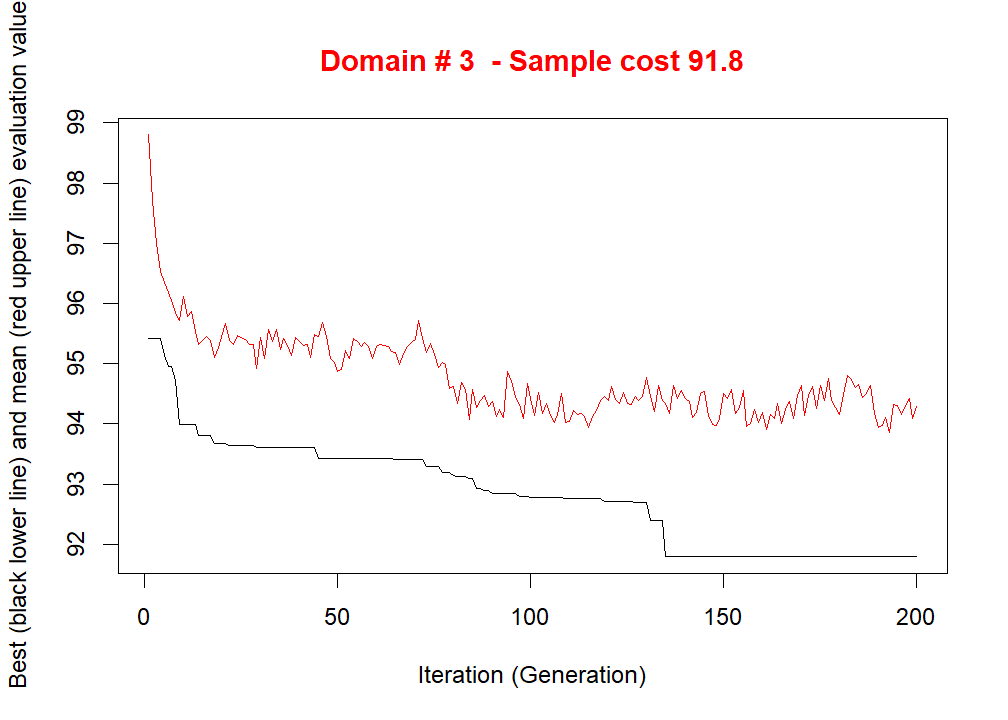 Domain # 3  - Sample cost 91.8
Best (black lower line) and mean (red upper line) evaluation value
99
98
97
96
95
94
93
92
0 50 100 150 200
Iteration (Generation)